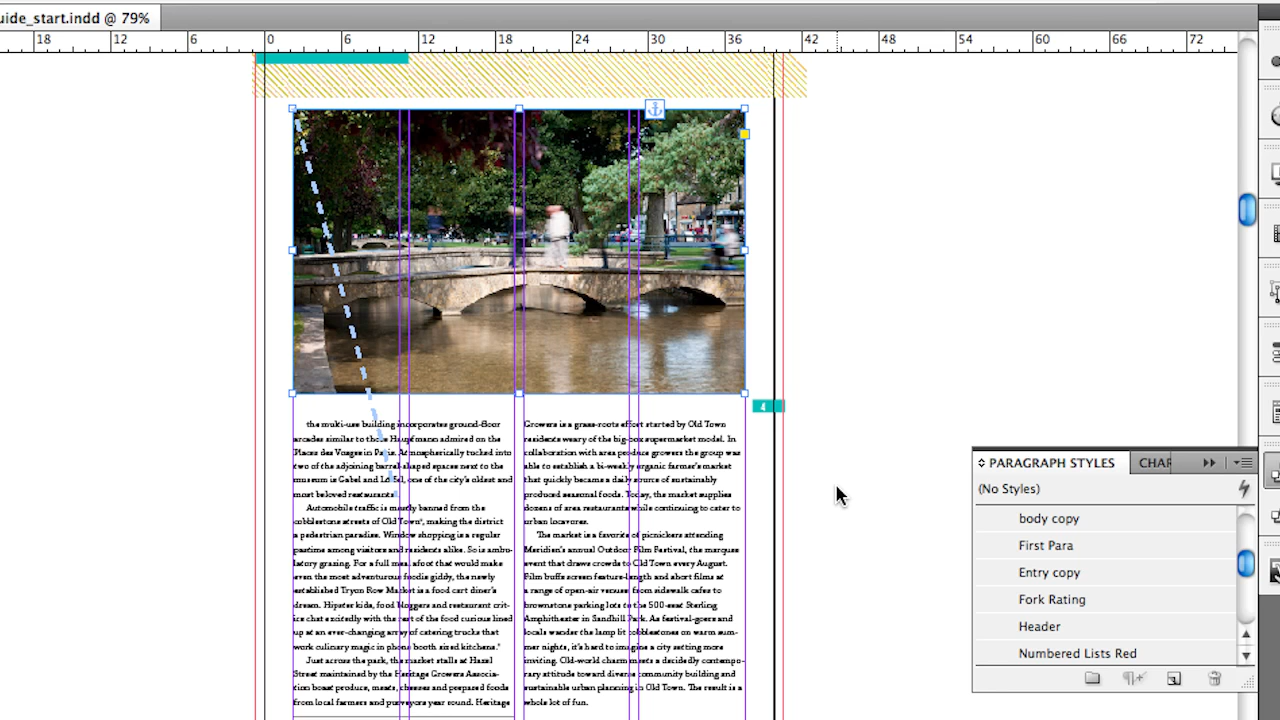 uide_start.indd @ 79%
18 12 6 0 6 12 18 24 30 36 42 48 54 60 66 72
4
the muki-use building incorporates ground-floor
arcades similar to those Haupfmann admired on the
Places des Vosges in Paris. Atmospherically tucked into
two of the adjoining barrel-shaped spaces next to the
museum is Gabel and Löffel, one of the city's oldest and
most beloved restaurants.
Automobile traffic is mostly banned from the
cobblestone streets of Old Town", making the district
a pedestrian paradise. Window shopping is a regular
pastime among visitors and residents alike. So is ambu-
latory grazing. For a full meal afoot that would make
even the most adventurous foodie giddy, the newly
established Tryon Row Market is a food cart diner's
dream. Hipster kids, food bloggers and restaurant crit-
ics chat excitedly with the rest of the food curious lined
up at an ever-changing array of catering trucks that
work culinary magic in phone booth sized kitchens."
Just across the park, the market stalls at Hazel
Street maintained by the Heritage Growers Associa-
tion boast produce, meats, cheeses and prepared foods
from local farmers and purveyors year round. Heritage
Growers is a grass-roots effort started by Old Town
residents weary of the big-box supermarket model. In
collaboration with area produce growers the group was
able to establish a bi-weekly organic farmer's market
that quickly became a daily source of sustainably
produced seasonal foods. Today, the market supplies
dozens of area restaurants while continuing to cater to
urban locavores.
The market is a favorite of picnickers attending
Meridien's annual Outdoor Film Festival, the marquee
event that draws crowds to Old Town every August.
Film buffs screen feature-length and short films at
a range of open-air venues from sidewalk cafes to
brownstone parking lots to the 500-seat Sterling
Amphitheater in Sandhill Park. As festival-goers and
locals wander the lamp lit cobblestones on warm sum-
mer nights, it's hard to imagine a city setting more
inviting. Old-world charm meets a decidedly contempo-
rary attitude toward diverse community building and
sustainable urban planning in Old Town. The result is a
whole lot of fun.
PARAGRAPH STYLES CHAR
(No Styles)
body copy
First Para
Entry copy
Fork Rating
Header
Numbered Lists Red